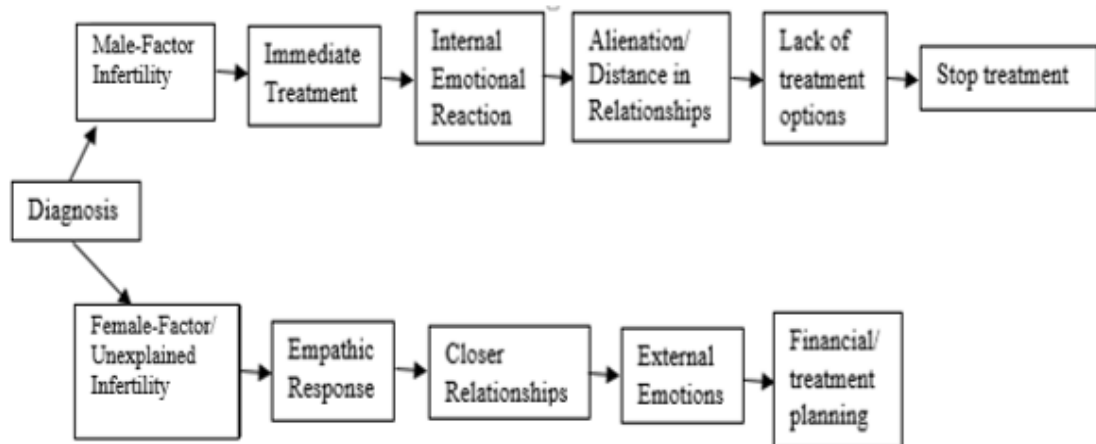 Male-Factor
Infertility
Immediate
Treatment
Internal
Emotional
Reaction
Alienation/
Distance in
Relationships
Lack of
treatment
options
Stop treatment
Diagnosis
Female-Factor/
Unexplained
Infertility
Empathic
Response
Closer
Relationships
External
Emotions
Financial/
treatment
planning